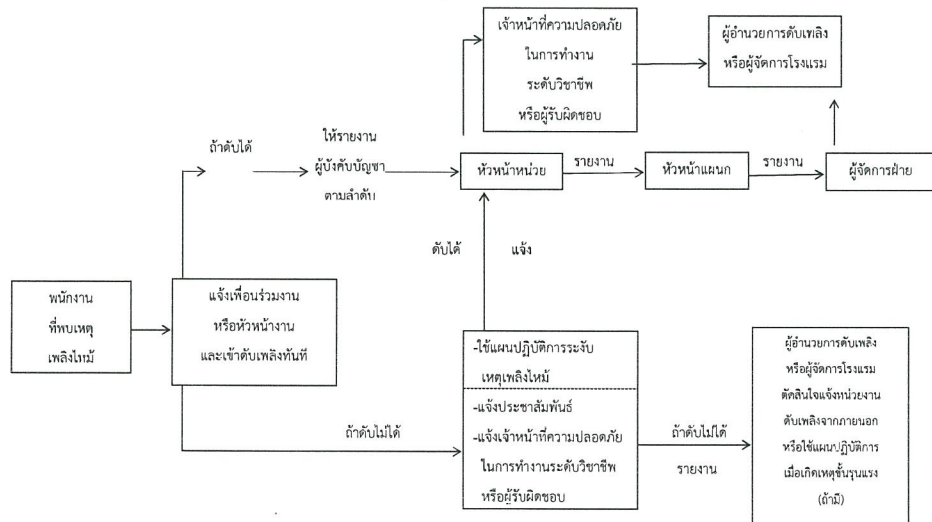 เจ้าหน้าที่ความปลอดภัย
ในการทำงาน
ระดับวิชาชีพ
หรือผู้รับผิดชอบ
ผู้อำนวยการดับเพลิง
หรือผู้จัดการโรงแรม
ถ้าดับได้
ให้รายงาน
ผู้บังคับบัญชา
ตามลำดับ
หัวหน้าหน่วย
รายงาน
หัวหน้าแผนก
รายงาน
ผู้จัดการฝ่าย
ดับได้
แจ้ง
พนักงาน
ที่พบเหตุ
เพลิงไหม้
แจ้งเพื่อนร่วมงาน
หรือหัวหน้างาน
และเข้าดับเพลิงทันที
ถ้าดับไม่ได้
-ใช้แผนปฏิบัติการระงับ
เหตุเพลิงไหม้
-แจ้งประชาสัมพันธ์
-แจ้งเจ้าหน้าที่ความปลอดภัย
ในการทำงานระดับวิชาชีพ
หรือผู้รับผิดชอบ
ถ้าดับไม่ได้
รายงาน
ผู้อำนวยการดับเพลิง
หรือผู้จัดการโรงแรม
ตัดสินใจแจ้งหน่วยงาน
ดับเพลิงจากภายนอก
หรือใช้แผนปฏิบัติการ
เมื่อเกิดเหตุขั้นรุนแรง
(ถ้ามี)